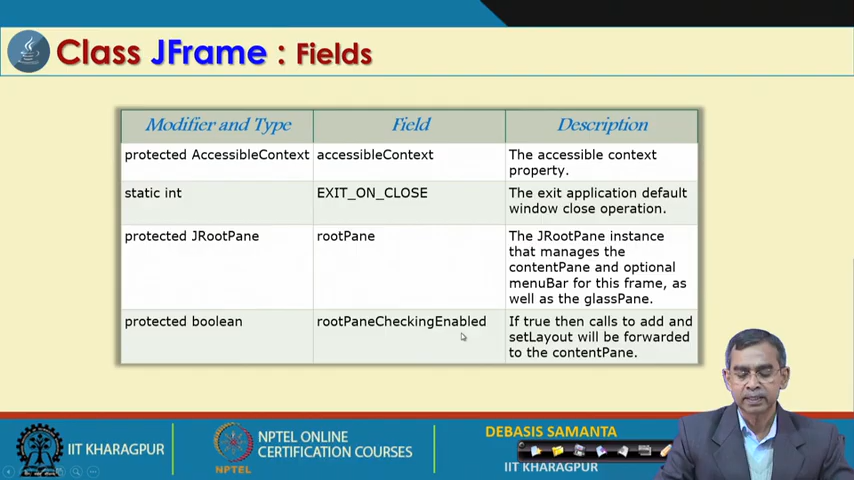 Class JFrame : Fields
Modifier and Type Field Description
protected AccessibleContext accessibleContext The accessible context
property.
static int EXIT_ON_CLOSE The exit application default
window close operation.
protected JRootPane rootPane The JRootPane instance
that manages the
contentPane and optional
menuBar for this frame, as
well as the glassPane.
protected boolean rootPaneCheckingEnabled If true then calls to add and
setLayout will be forwarded
to the contentPane.
IIT KHARAGPUR
NPTEL
NPTEL ONLINE
CERTIFICATION COURSES
DEBASIS SAMANTA
IIT KHARAGPUR